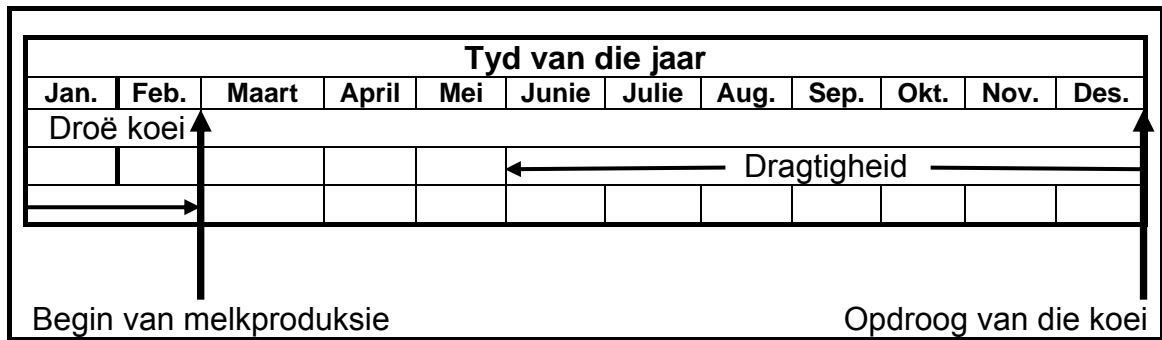 Tyd van die jaar
Jan. Feb. Maart April Mei Junie Julie Aug. Sep. Okt. Nov. Des.
Droë koei
Dragtigheid
Begin van melkproduksie Opdroog van die koei